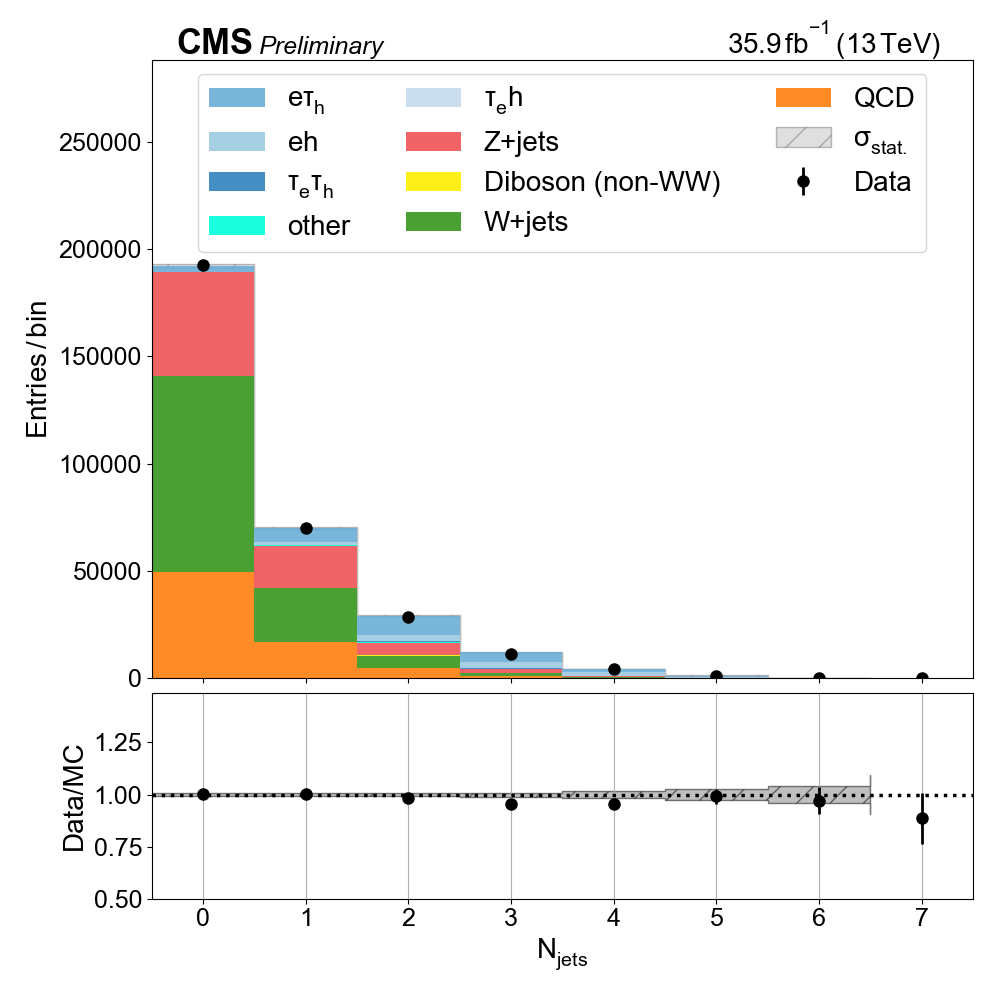 CMS Preliminary
35.9 fb⁻¹ (13 TeV)
eτh
eh
τeτh
other
τeh
Z+jets
Diboson (non-WW)
W+jets
QCD
σstat.
Data
Entries / bin
250000
200000
150000
100000
50000
0
Data/MC
1.25
1.00
0.75
0.50
0 1 2 3 4 5 6 7
Njets